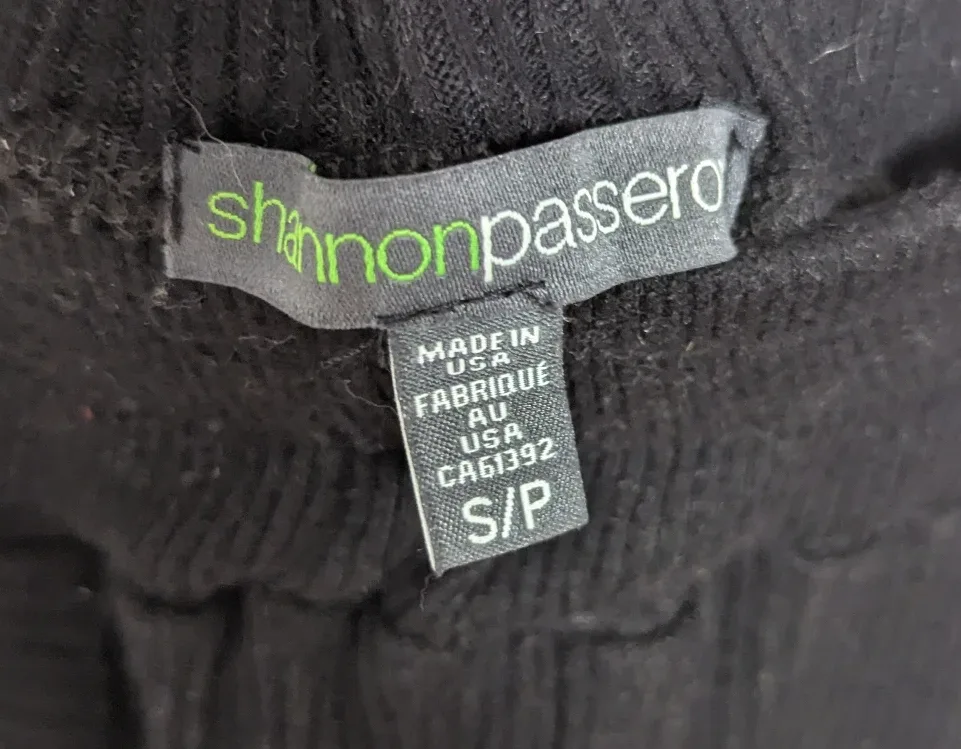 shannonpassero
MADE IN
USA
FABRIQUÉ
AU
USA
CA61392
S/P